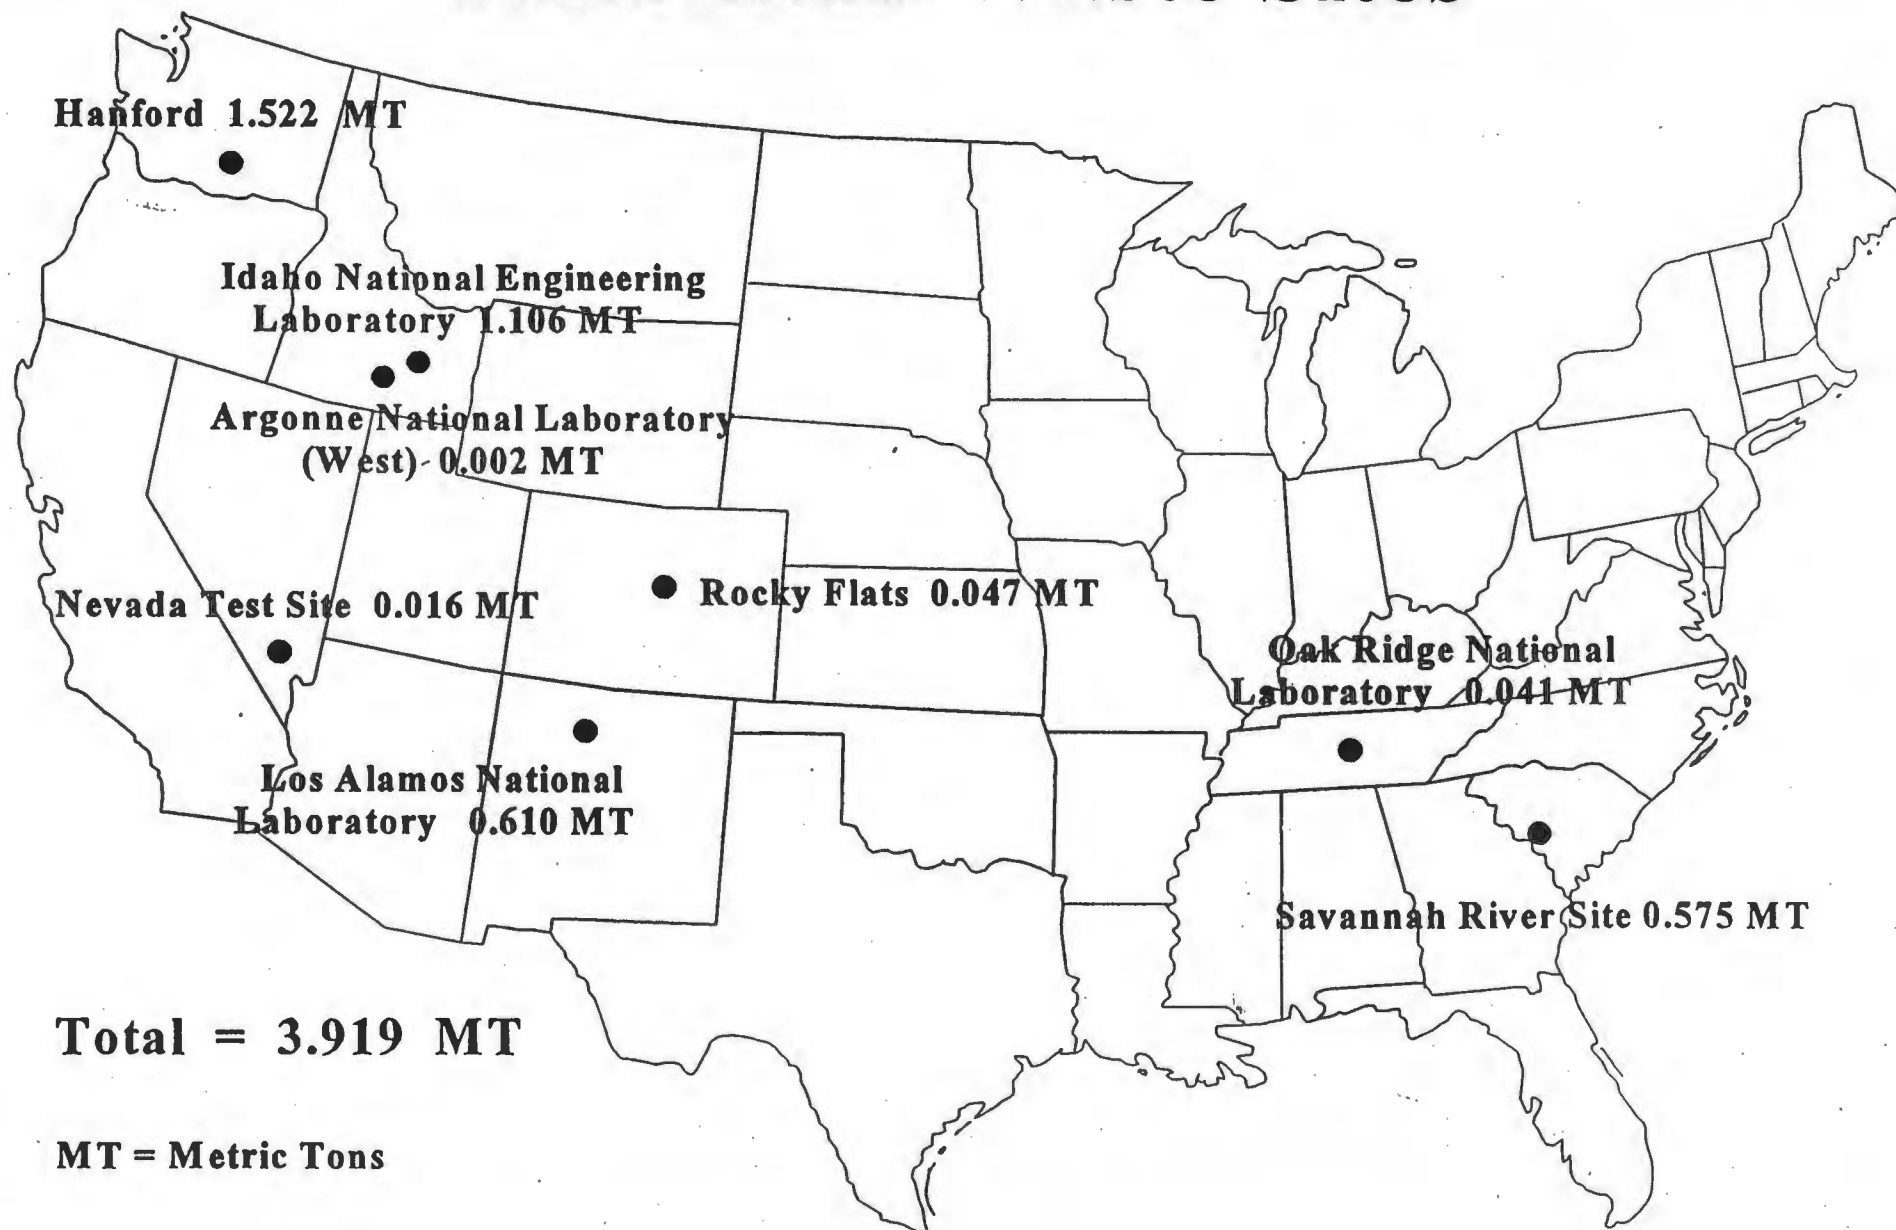 Hanford 1.522 MT
Idaho National Engineering
Laboratory 1.106 MT
Argonne National Laboratory
(West) 0.002 MT
Nevada Test Site 0.016 MT
Rocky Flats 0.047 MT
Oak Ridge National
Laboratory 0.041 MT
Los Alamos National
Laboratory 0.610 MT
Savannah River Site 0.575 MT
Total = 3.919 MT
MT = Metric Tons